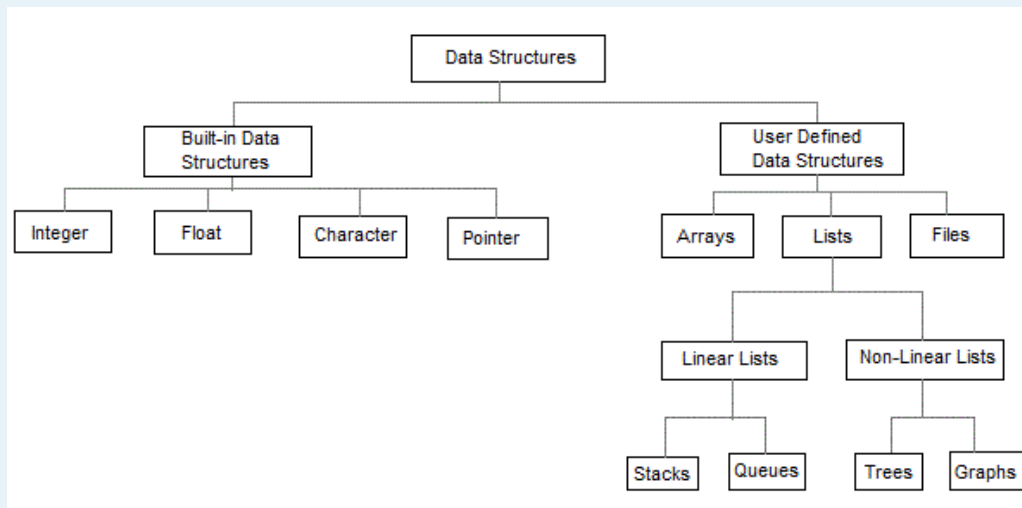 Data Structures
Built-in Data
Structures
User Defined
Data Structures
Integer
Float
Character
Pointer
Arrays
Lists
Files
Linear Lists
Non-Linear Lists
Stacks
Queues
Trees
Graphs